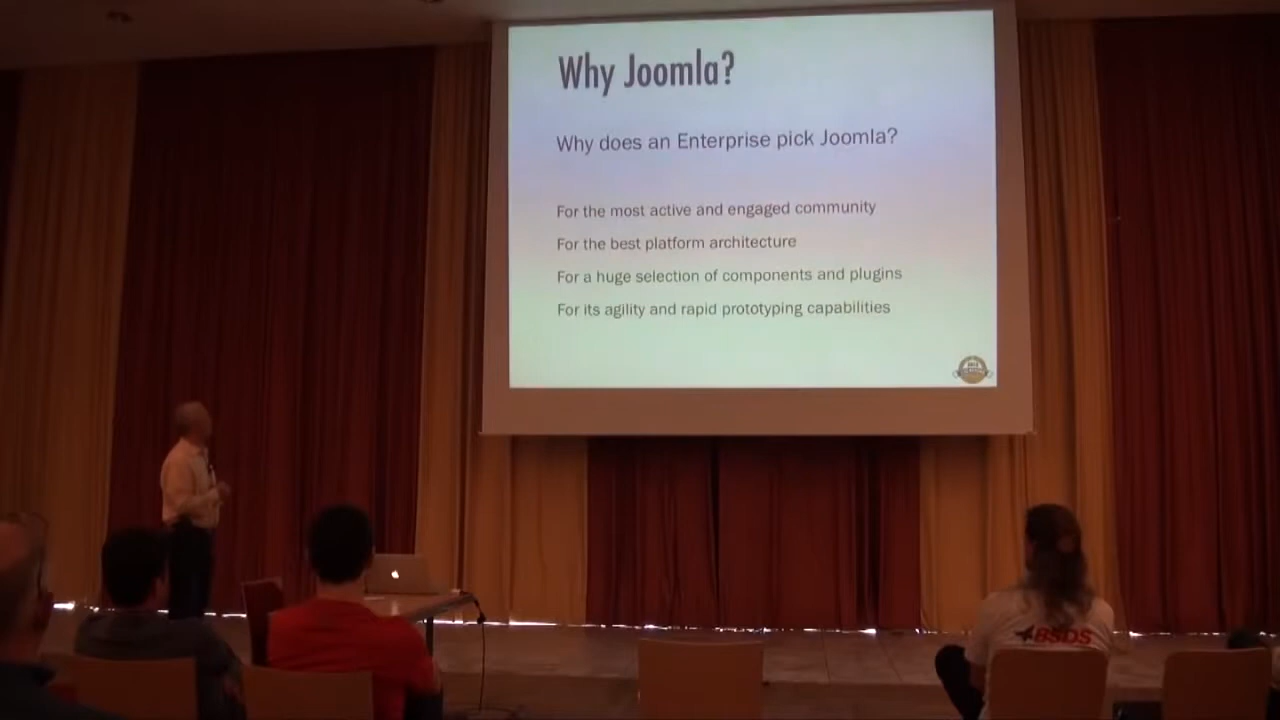 Why Joomla?
Why does an Enterprise pick Joomla?
For the most active and engaged community
For the best platform architecture
For a huge selection of components and plugins
For its agility and rapid prototyping capabilities
BSDS